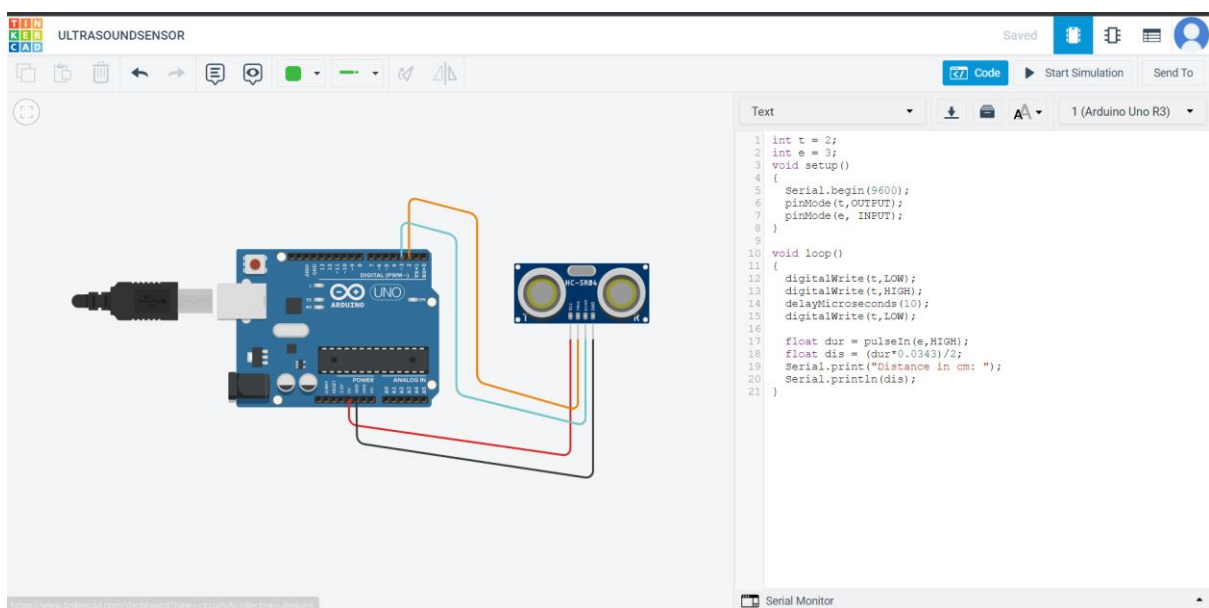 TINKERCAD
ULTRASOUNDSENSOR
Saved
Code
Start Simulation
Send To
Text
AA
1 (Arduino Uno R3)
1 int t = 2;
2 int e = 3;
3 void setup()
4 {
5   Serial.begin(9600);
6   pinMode(t,OUTPUT);
7   pinMode(e, INPUT);
8 }
9
10 void loop()
11 {
12   digitalWrite(t,LOW);
13   digitalWrite(t,HIGH);
14   delayMicroseconds(10);
15   digitalWrite(t,LOW);
16
17   float dur = pulseIn(e,HIGH);
18   float dis = (dur*0.0343)/2;
19   Serial.print("Distance in cm: ");
20   Serial.println(dis);
21 }
DIGITAL (PWM~)
UNO
ARDUINO
POWER
ANALOG IN
HC-SR04
T
R
Serial Monitor